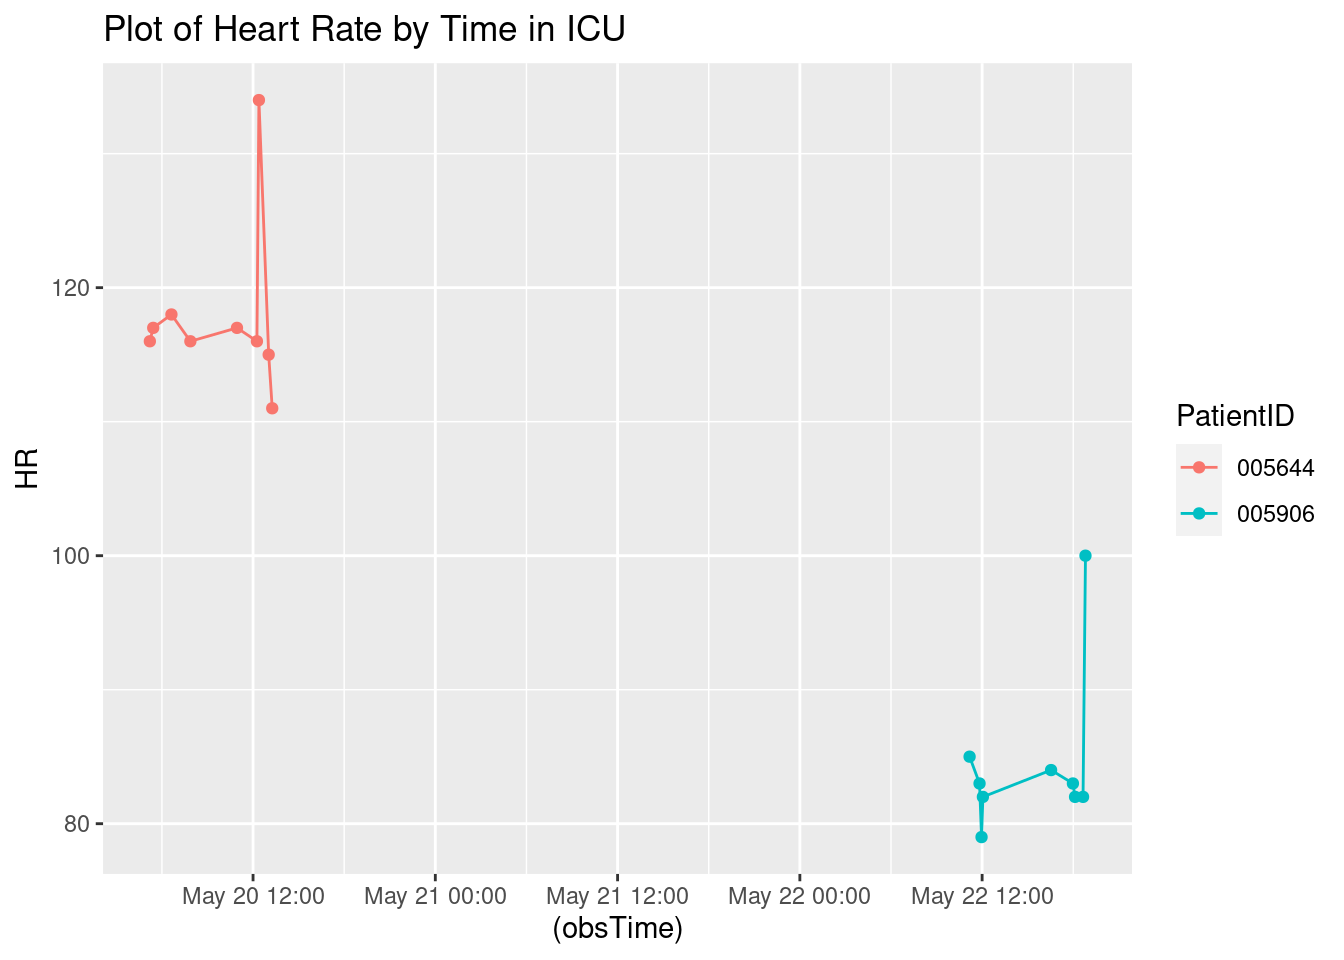 Plot of Heart Rate by Time in ICU
HR
120
100
80
May 20 12:00 May 21 00:00 May 21 12:00 May 22 00:00 May 22 12:00
(obsTime)
PatientID
005644
005906